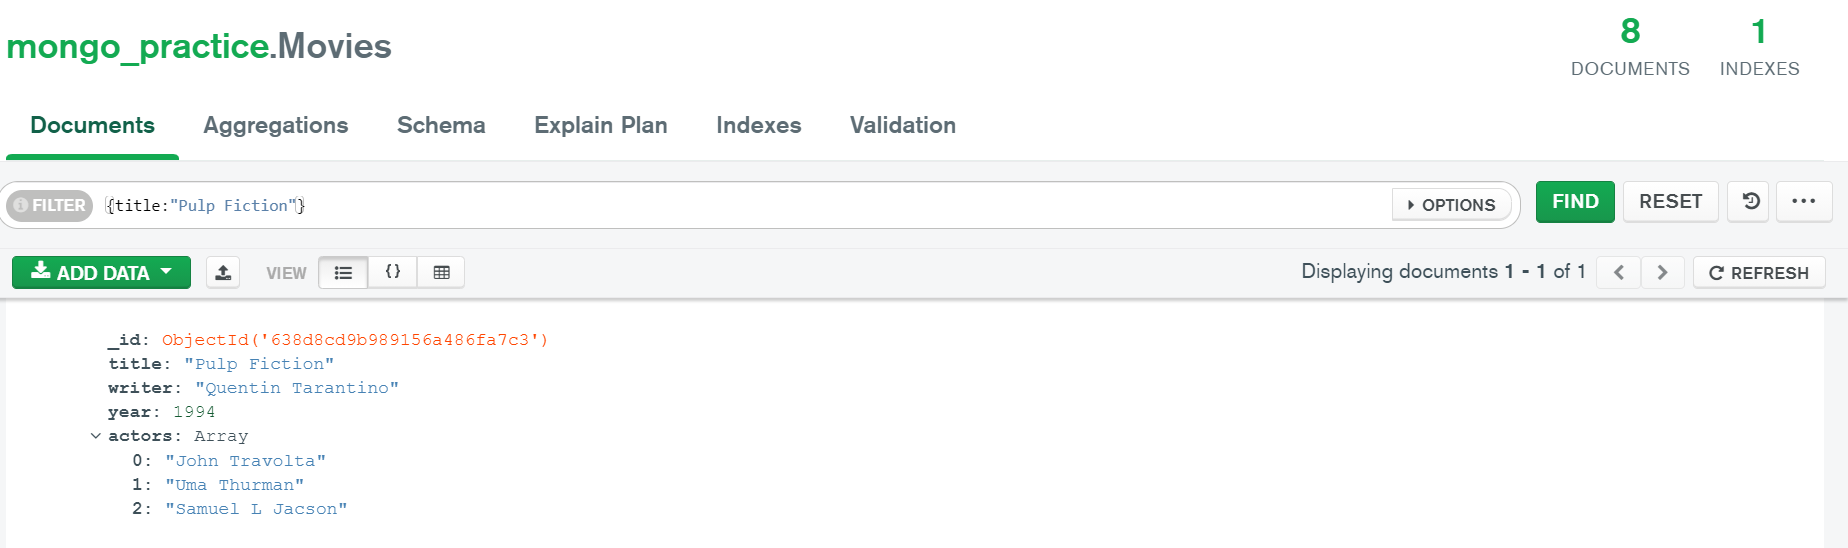 mongo_practice.Movies
8
DOCUMENTS
1
INDEXES
Documents Aggregations Schema Explain Plan Indexes Validation
FILTER {title:"Pulp Fiction"} OPTIONS FIND RESET ...
ADD DATA VIEW {} Displaying documents 1 - 1 of 1 < > REFRESH
_id: ObjectId('638d8cd9b989156a486fa7c3')
title: "Pulp Fiction"
writer: "Quentin Tarantino"
year: 1994
actors: Array
0: "John Travolta"
1: "Uma Thurman"
2: "Samuel L Jacson"